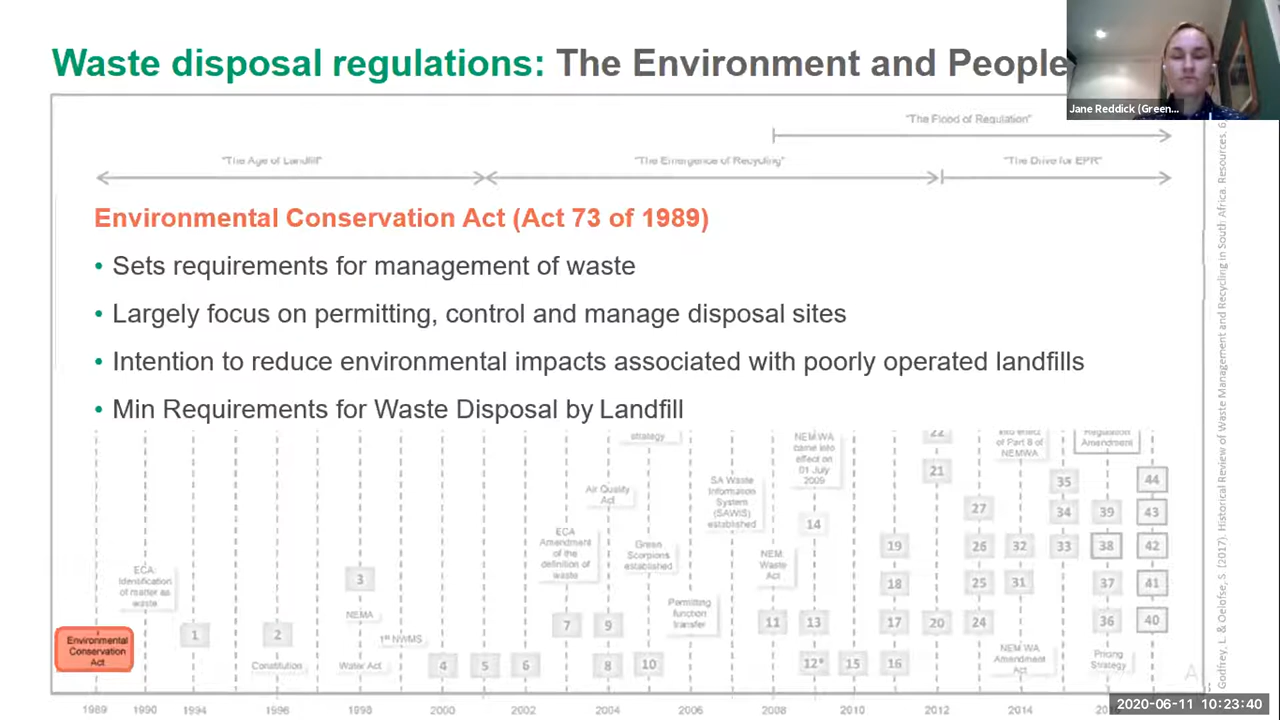 Waste disposal regulations: The Environment and People
Jane Reddick (Green...
"The Flood of Regulation"
"The Age of Landfill"
"The Emergence of Recycling"
"The Drive for EPR"
Environmental Conservation Act (Act 73 of 1989)
• Sets requirements for management of waste
• Largely focus on permitting, control and manage disposal sites
• Intention to reduce environmental impacts associated with poorly operated landfills
• Min Requirements for Waste Disposal by Landfill
strategy
NEM:WA
came into
effect on
01 July
2009
22
into effect
of Part 8 of
NEMWA
Regulation
Amendment
Air Quality
Act
SA Waste
Information
System
(SAWIS)
established
21
35
44
14
27
34
39
43
ECA
Amendment
of the
definition of
waste
Green
Scorpions
established
NEM:
Waste
Act
19
26
32
33
38
42
ECA:
Identification
of matter as
waste
3
18
25
31
37
41
NEMA
Permitting
function
transfer
Environmental
Conservation
Act
1
2
1st NWMS
7
9
11
13
17
20
24
36
40
Constitution
Water Act
4
5
6
8
10
12*
15
16
NEM:WA
Amendment
Act
Pricing
Strategy
A
1989
1990
1994
1996
1998
2000
2002
2004
2006
2008
2010
2012
2014
2020-06-11 10:23:40
Godfrey, L. & Oelofse, S. (2017). Historical Review of Waste Management and Recycling in South Africa. Resources. 6,